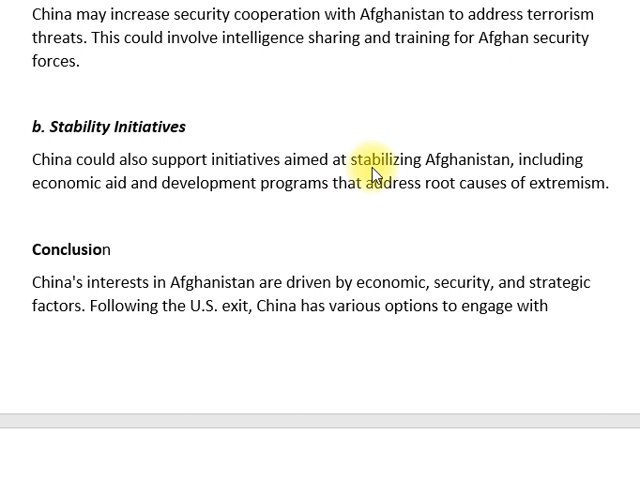 China may increase security cooperation with Afghanistan to address terrorism
threats. This could involve intelligence sharing and training for Afghan security
forces.
b. Stability Initiatives
China could also support initiatives aimed at stabilizing Afghanistan, including
economic aid and development programs that address root causes of extremism.
Conclusion
China's interests in Afghanistan are driven by economic, security, and strategic
factors. Following the U.S. exit, China has various options to engage with